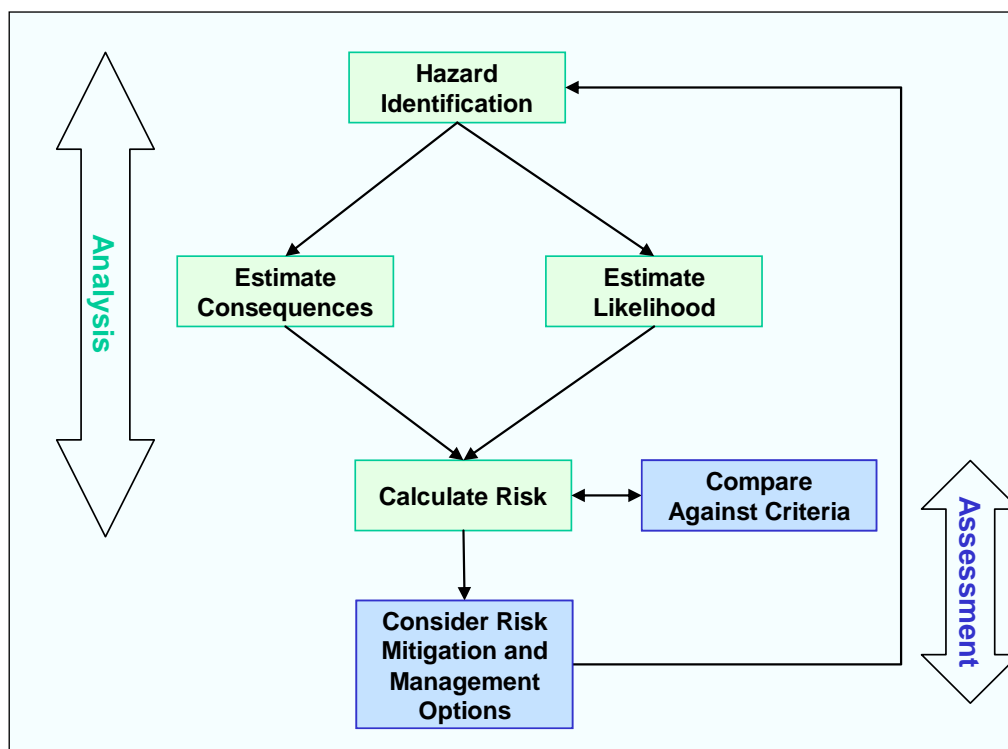 Hazard
Identification
Analysis
Estimate
Consequences
Estimate
Likelihood
Calculate Risk
Compare
Against Criteria
Assessment
Consider Risk
Mitigation and
Management
Options